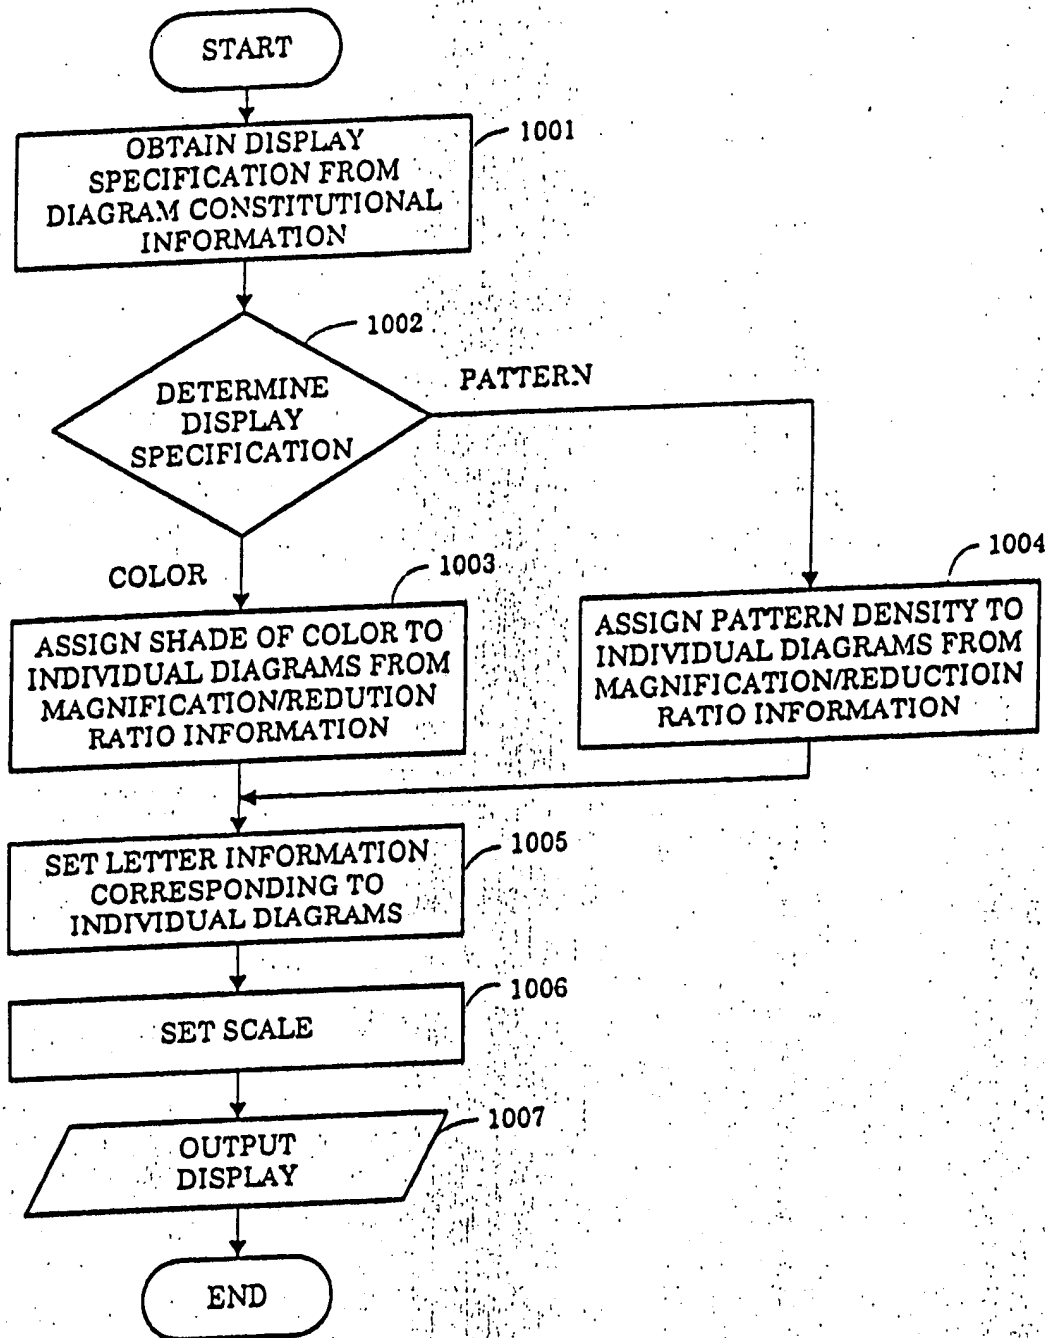 START
1001
OBTAIN DISPLAY
SPECIFICATION FROM
DIAGRAM CONSTITUTIONAL
INFORMATION
1002
DETERMINE
DISPLAY
SPECIFICATION
PATTERN
COLOR
1003
ASSIGN SHADE OF COLOR TO
INDIVIDUAL DIAGRAMS FROM
MAGNIFICATION/REDUTION
RATIO INFORMATION
1004
ASSIGN PATTERN DENSITY TO
INDIVIDUAL DIAGRAMS FROM
MAGNIFICATION/REDUCTIOIN
RATIO INFORMATION
1005
SET LETTER INFORMATION
CORRESPONDING TO
INDIVIDUAL DIAGRAMS
1006
SET SCALE
1007
OUTPUT
DISPLAY
END